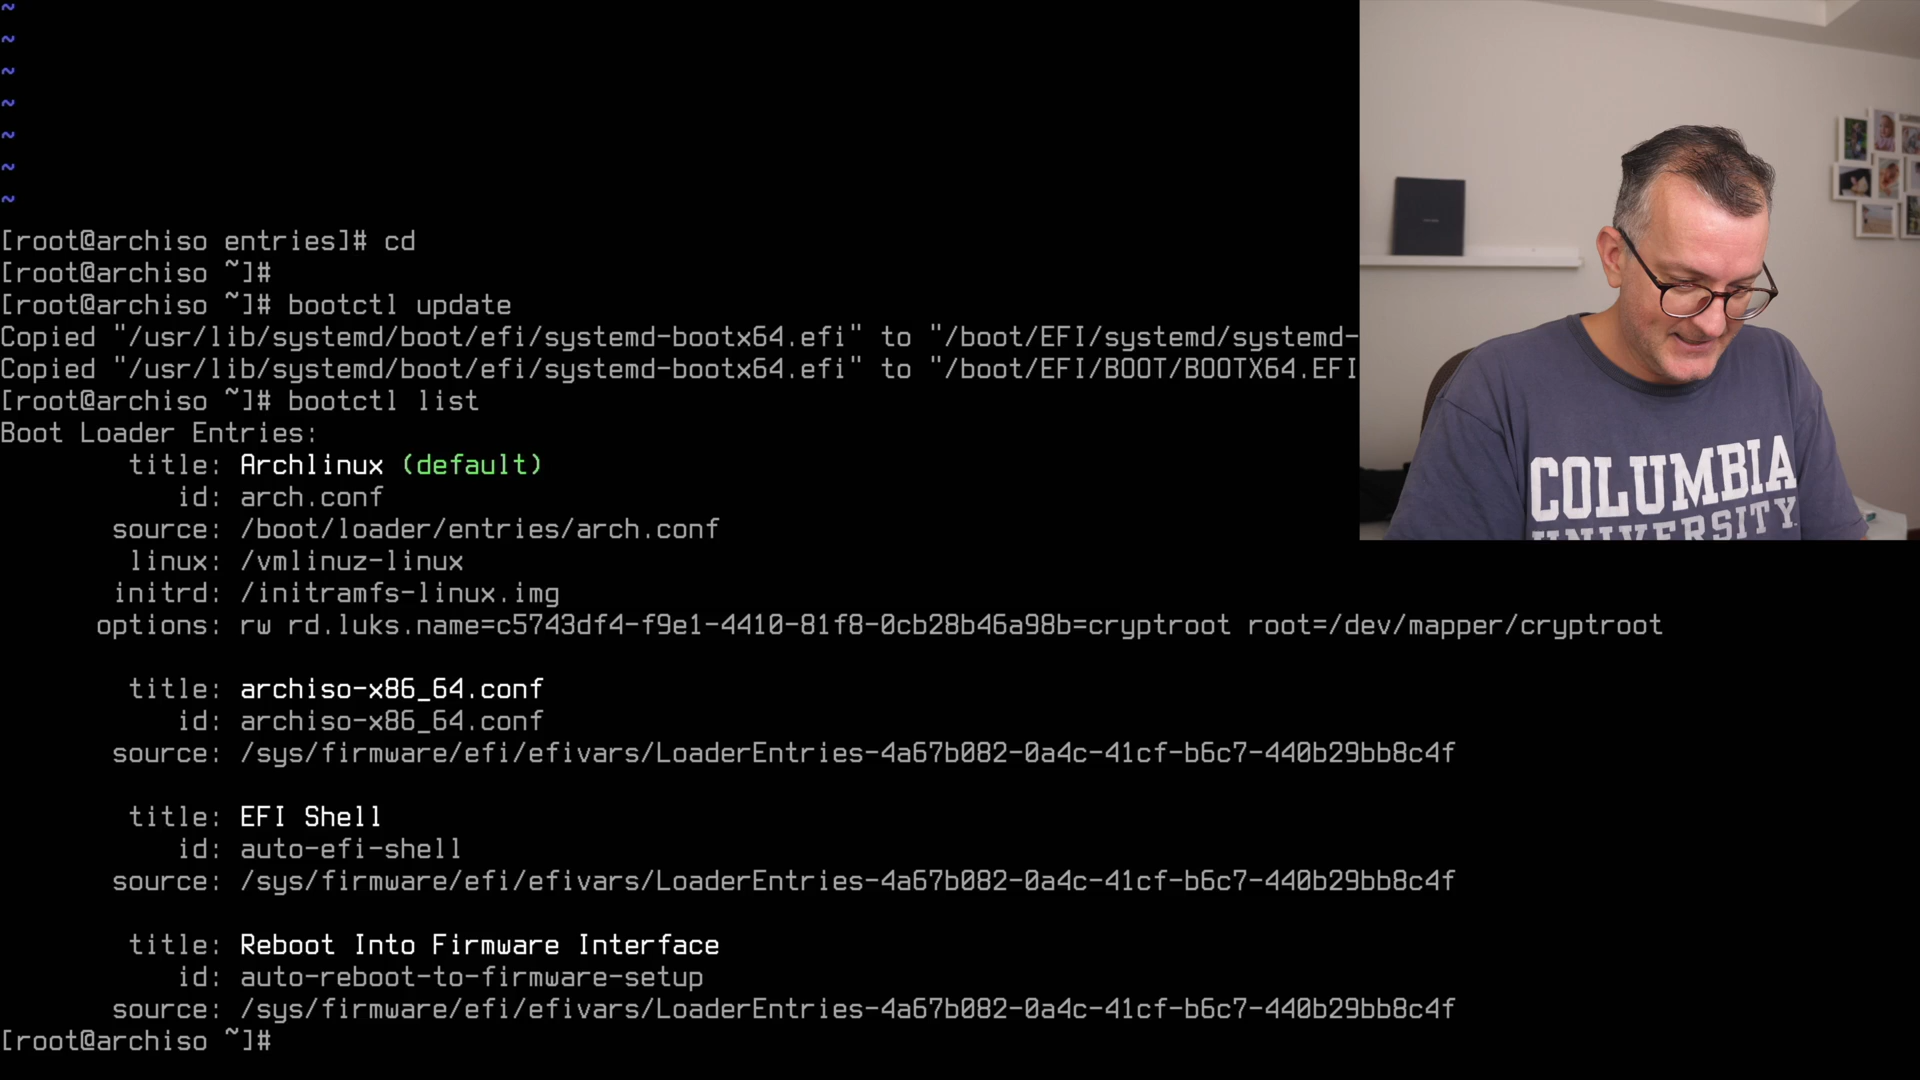 ~
~
~
~
~
~
~
[root@archiso entries]# cd
[root@archiso ~]#
[root@archiso ~]# bootctl update
Copied "/usr/lib/systemd/boot/efi/systemd-bootx64.efi" to "/boot/EFI/systemd/systemd-
Copied "/usr/lib/systemd/boot/efi/systemd-bootx64.efi" to "/boot/EFI/BOOT/BOOTX64.EFI
[root@archiso ~]# bootctl list
Boot Loader Entries:
title: Archlinux (default)
id: arch.conf
source: /boot/loader/entries/arch.conf
linux: /vmlinuz-linux
initrd: /initramfs-linux.img
options: rw rd.luks.name=c5743df4-f9e1-4410-81f8-0cb28b46a98b=cryptroot root=/dev/mapper/cryptroot
title: archiso-x86_64.conf
id: archiso-x86_64.conf
source: /sys/firmware/efi/efivars/LoaderEntries-4a67b082-0a4c-41cf-b6c7-440b29bb8c4f
title: EFI Shell
id: auto-efi-shell
source: /sys/firmware/efi/efivars/LoaderEntries-4a67b082-0a4c-41cf-b6c7-440b29bb8c4f
title: Reboot Into Firmware Interface
id: auto-reboot-to-firmware-setup
source: /sys/firmware/efi/efivars/LoaderEntries-4a67b082-0a4c-41cf-b6c7-440b29bb8c4f
[root@archiso ~]#
COLUMBIA
UNIVERSITY